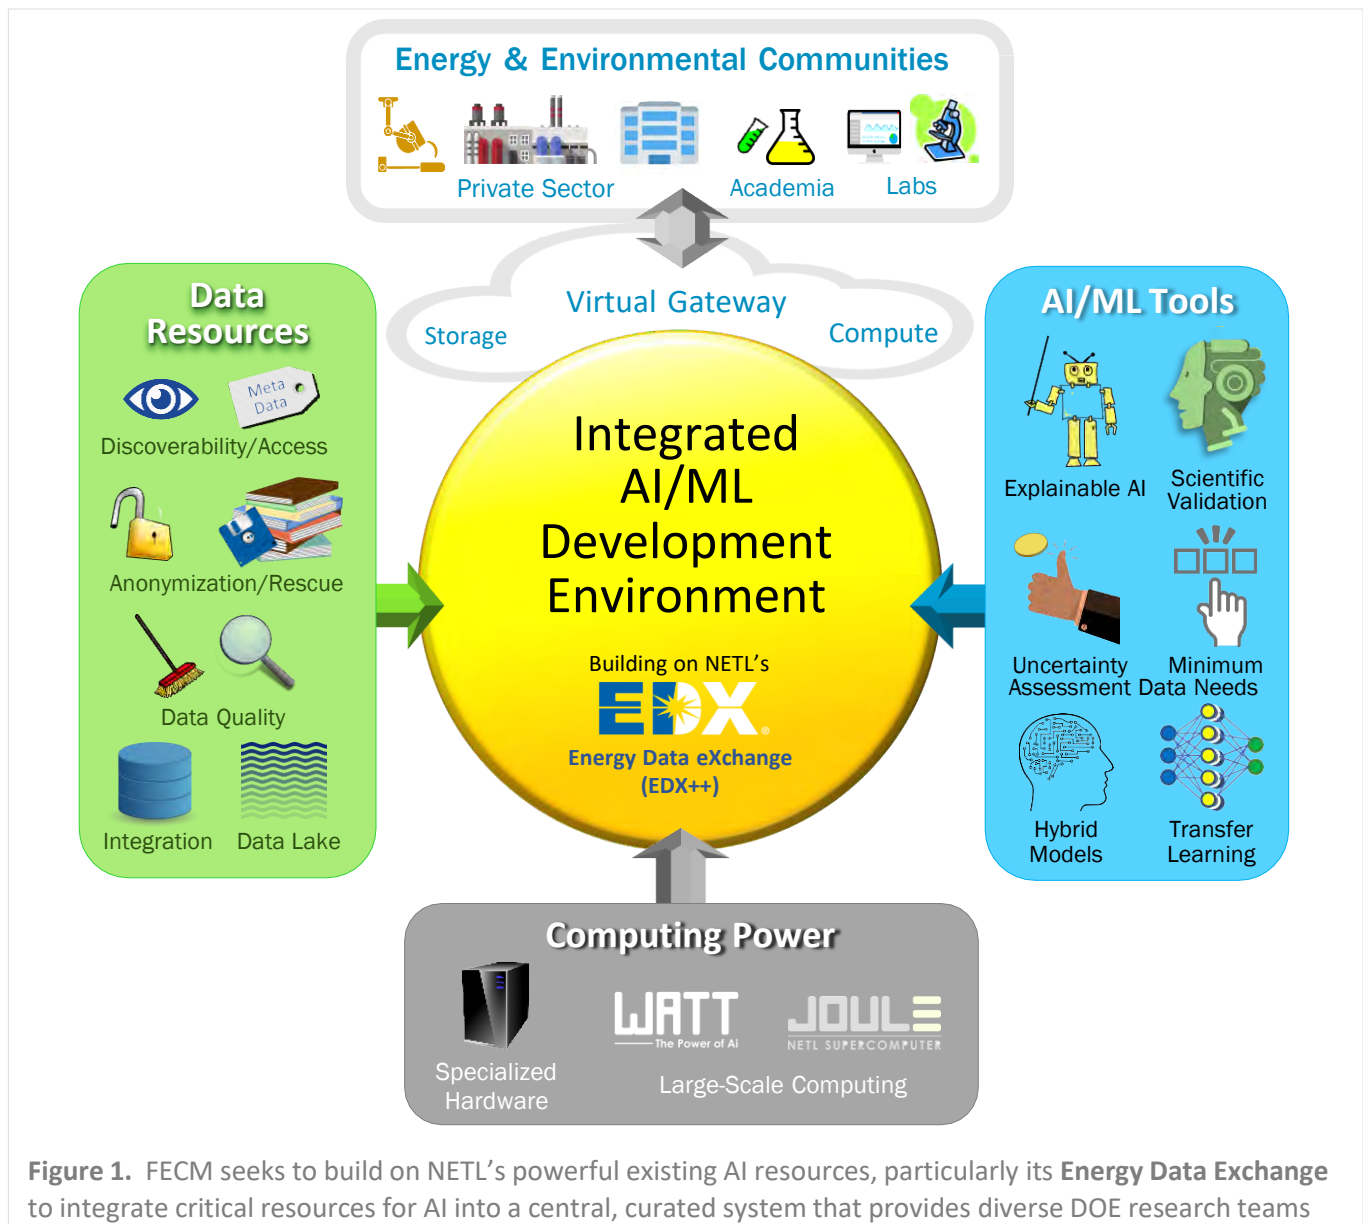 Energy & Environmental Communities
Private Sector
Academia
Labs
Virtual Gateway
Storage
Compute
Data
Resources
Meta
Data
Discoverability/Access
Anonymization/Rescue
Data Quality
Integration
Data Lake
Integrated
AI/ML
Development
Environment
Building on NETL's
EDX®
Energy Data eXchange
(EDX++)
AI/ML Tools
Explainable AI
Scientific
Validation
Uncertainty
Assessment
Minimum
Data Needs
Hybrid
Models
Transfer
Learning
Computing Power
Specialized
Hardware
WATT
The Power of Ai
JOULE
NETL SUPERCOMPUTER
Large-Scale Computing
Figure 1. FECM seeks to build on NETL's powerful existing AI resources, particularly its Energy Data Exchange
to integrate critical resources for AI into a central, curated system that provides diverse DOE research teams